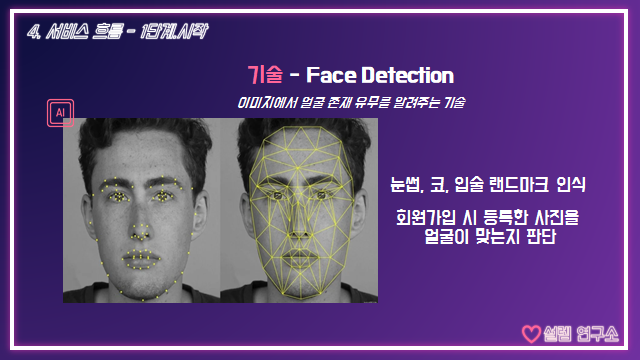 4. 서비스 흐름 - 1단계.시작
기술 - Face Detection
이미지에서 얼굴 존재 유무를 알려주는 기술
AI
눈썹, 코, 입술 랜드마크 인식
회원가입 시 등록한 사진을
얼굴이 맞는지 판단
설렘 연구소